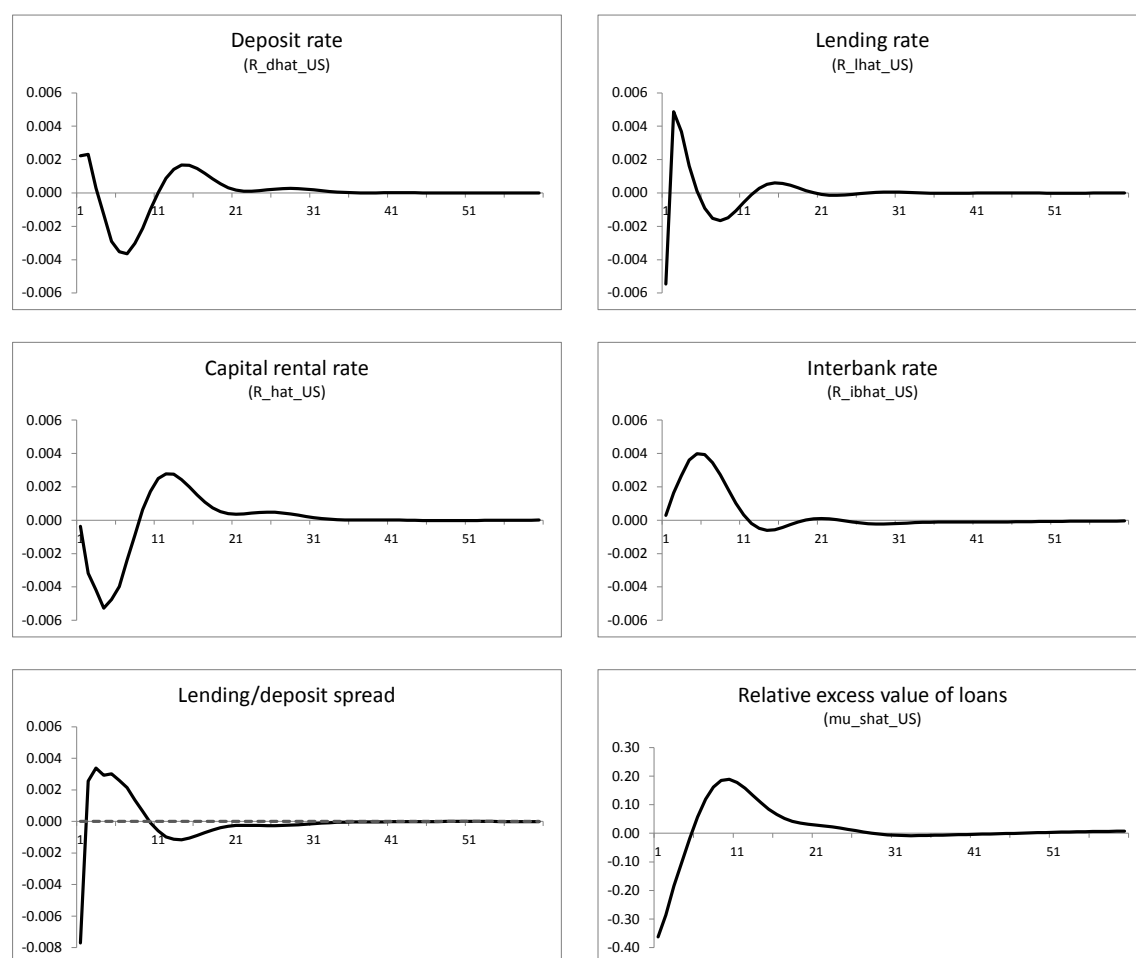 Deposit rate
(R_dhat_US)
0.006
0.004
0.002
0.000
-0.002
-0.004
-0.006
1 11 21 31 41 51
Lending rate
(R_lhat_US)
0.006
0.004
0.002
0.000
-0.002
-0.004
-0.006
1 11 21 31 41 51
Capital rental rate
(R_hat_US)
0.006
0.004
0.002
0.000
-0.002
-0.004
-0.006
1 11 21 31 41 51
Interbank rate
(R_ibhat_US)
0.006
0.004
0.002
0.000
-0.002
-0.004
-0.006
1 11 21 31 41 51
Lending/deposit spread
0.006
0.004
0.002
0.000
-0.002
-0.004
-0.006
-0.008
1 11 21 31 41 51
Relative excess value of loans
(mu_shat_US)
0.30
0.20
0.10
0.00
-0.10
-0.20
-0.30
-0.40
1 11 21 31 41 51